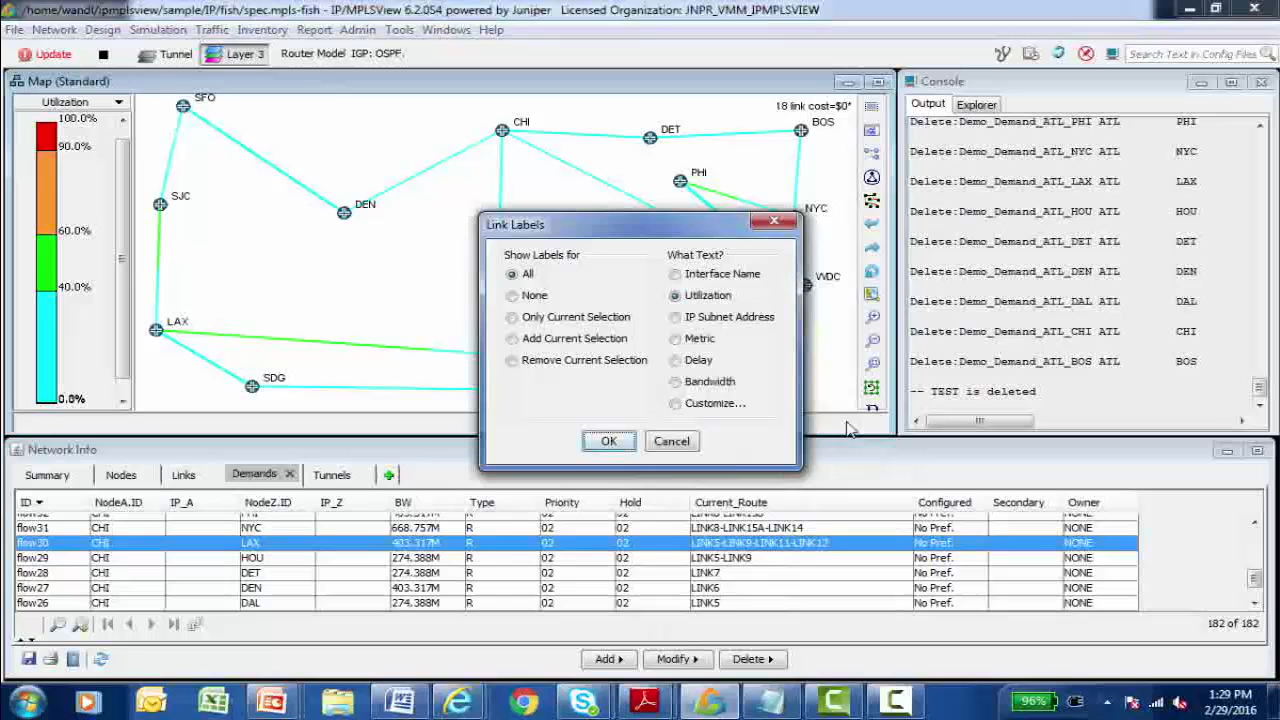 /home/wandl/ipmplsview/sample/IP/fish/spec.mpls-fish - IP/MPLSView 6.2.0S4 powered by Juniper   Licensed Organization: JNPR_VMM_IPMPLSVIEW
File Network Design Simulation Traffic Inventory Report Admin Tools Windows Help
Update Tunnel Layer 3 Router Model IGP: OSPF. Search Text in Config Files
Map (Standard)
Utilization
100.0%
90.0%
60.0%
40.0%
0.0%
18 link cost=$0*
SFO
CHI
DET
BOS
PHI
SJC
DEN
NYC
WDC
LAX
SDG
Console
Output Explorer
Delete:Demo_Demand_ATL_PHI ATL PHI
Delete:Demo_Demand_ATL_NYC ATL NYC
Delete:Demo_Demand_ATL_LAX ATL LAX
Delete:Demo_Demand_ATL_HOU ATL HOU
Delete:Demo_Demand_ATL_DET ATL DET
Delete:Demo_Demand_ATL_DEN ATL DEN
Delete:Demo_Demand_ATL_DAL ATL DAL
Delete:Demo_Demand_ATL_CHI ATL CHI
Delete:Demo_Demand_ATL_BOS ATL BOS
-- TEST is deleted
Link Labels
Show Labels for What Text?
All Interface Name
None Utilization
Only Current Selection IP Subnet Address
Add Current Selection Metric
Remove Current Selection Delay
Bandwidth
Customize...
OK Cancel
Network Info
Summary Nodes Links Demands Tunnels
ID NodeA.ID IP_A NodeZ.ID IP_Z BW Type Priority Hold Current_Route Configured Secondary Owner
flow31 CHI NYC 668.757M R 02 02 LINK8-LINK15A-LINK14 No Pref. NONE
flow30 CHI LAX 403.317M R 02 02 LINK5-LINK9-LINK11-LINK12 No Pref. NONE
flow29 CHI HOU 274.388M R 02 02 LINK5-LINK9 No Pref. NONE
flow28 CHI DET 274.388M R 02 02 LINK7 No Pref. NONE
flow27 CHI DEN 403.317M R 02 02 LINK6 No Pref. NONE
flow26 CHI DAL 274.388M R 02 02 LINK5 No Pref. NONE
182 of 182
Add Modify Delete
96%
1:29 PM
2/29/2016